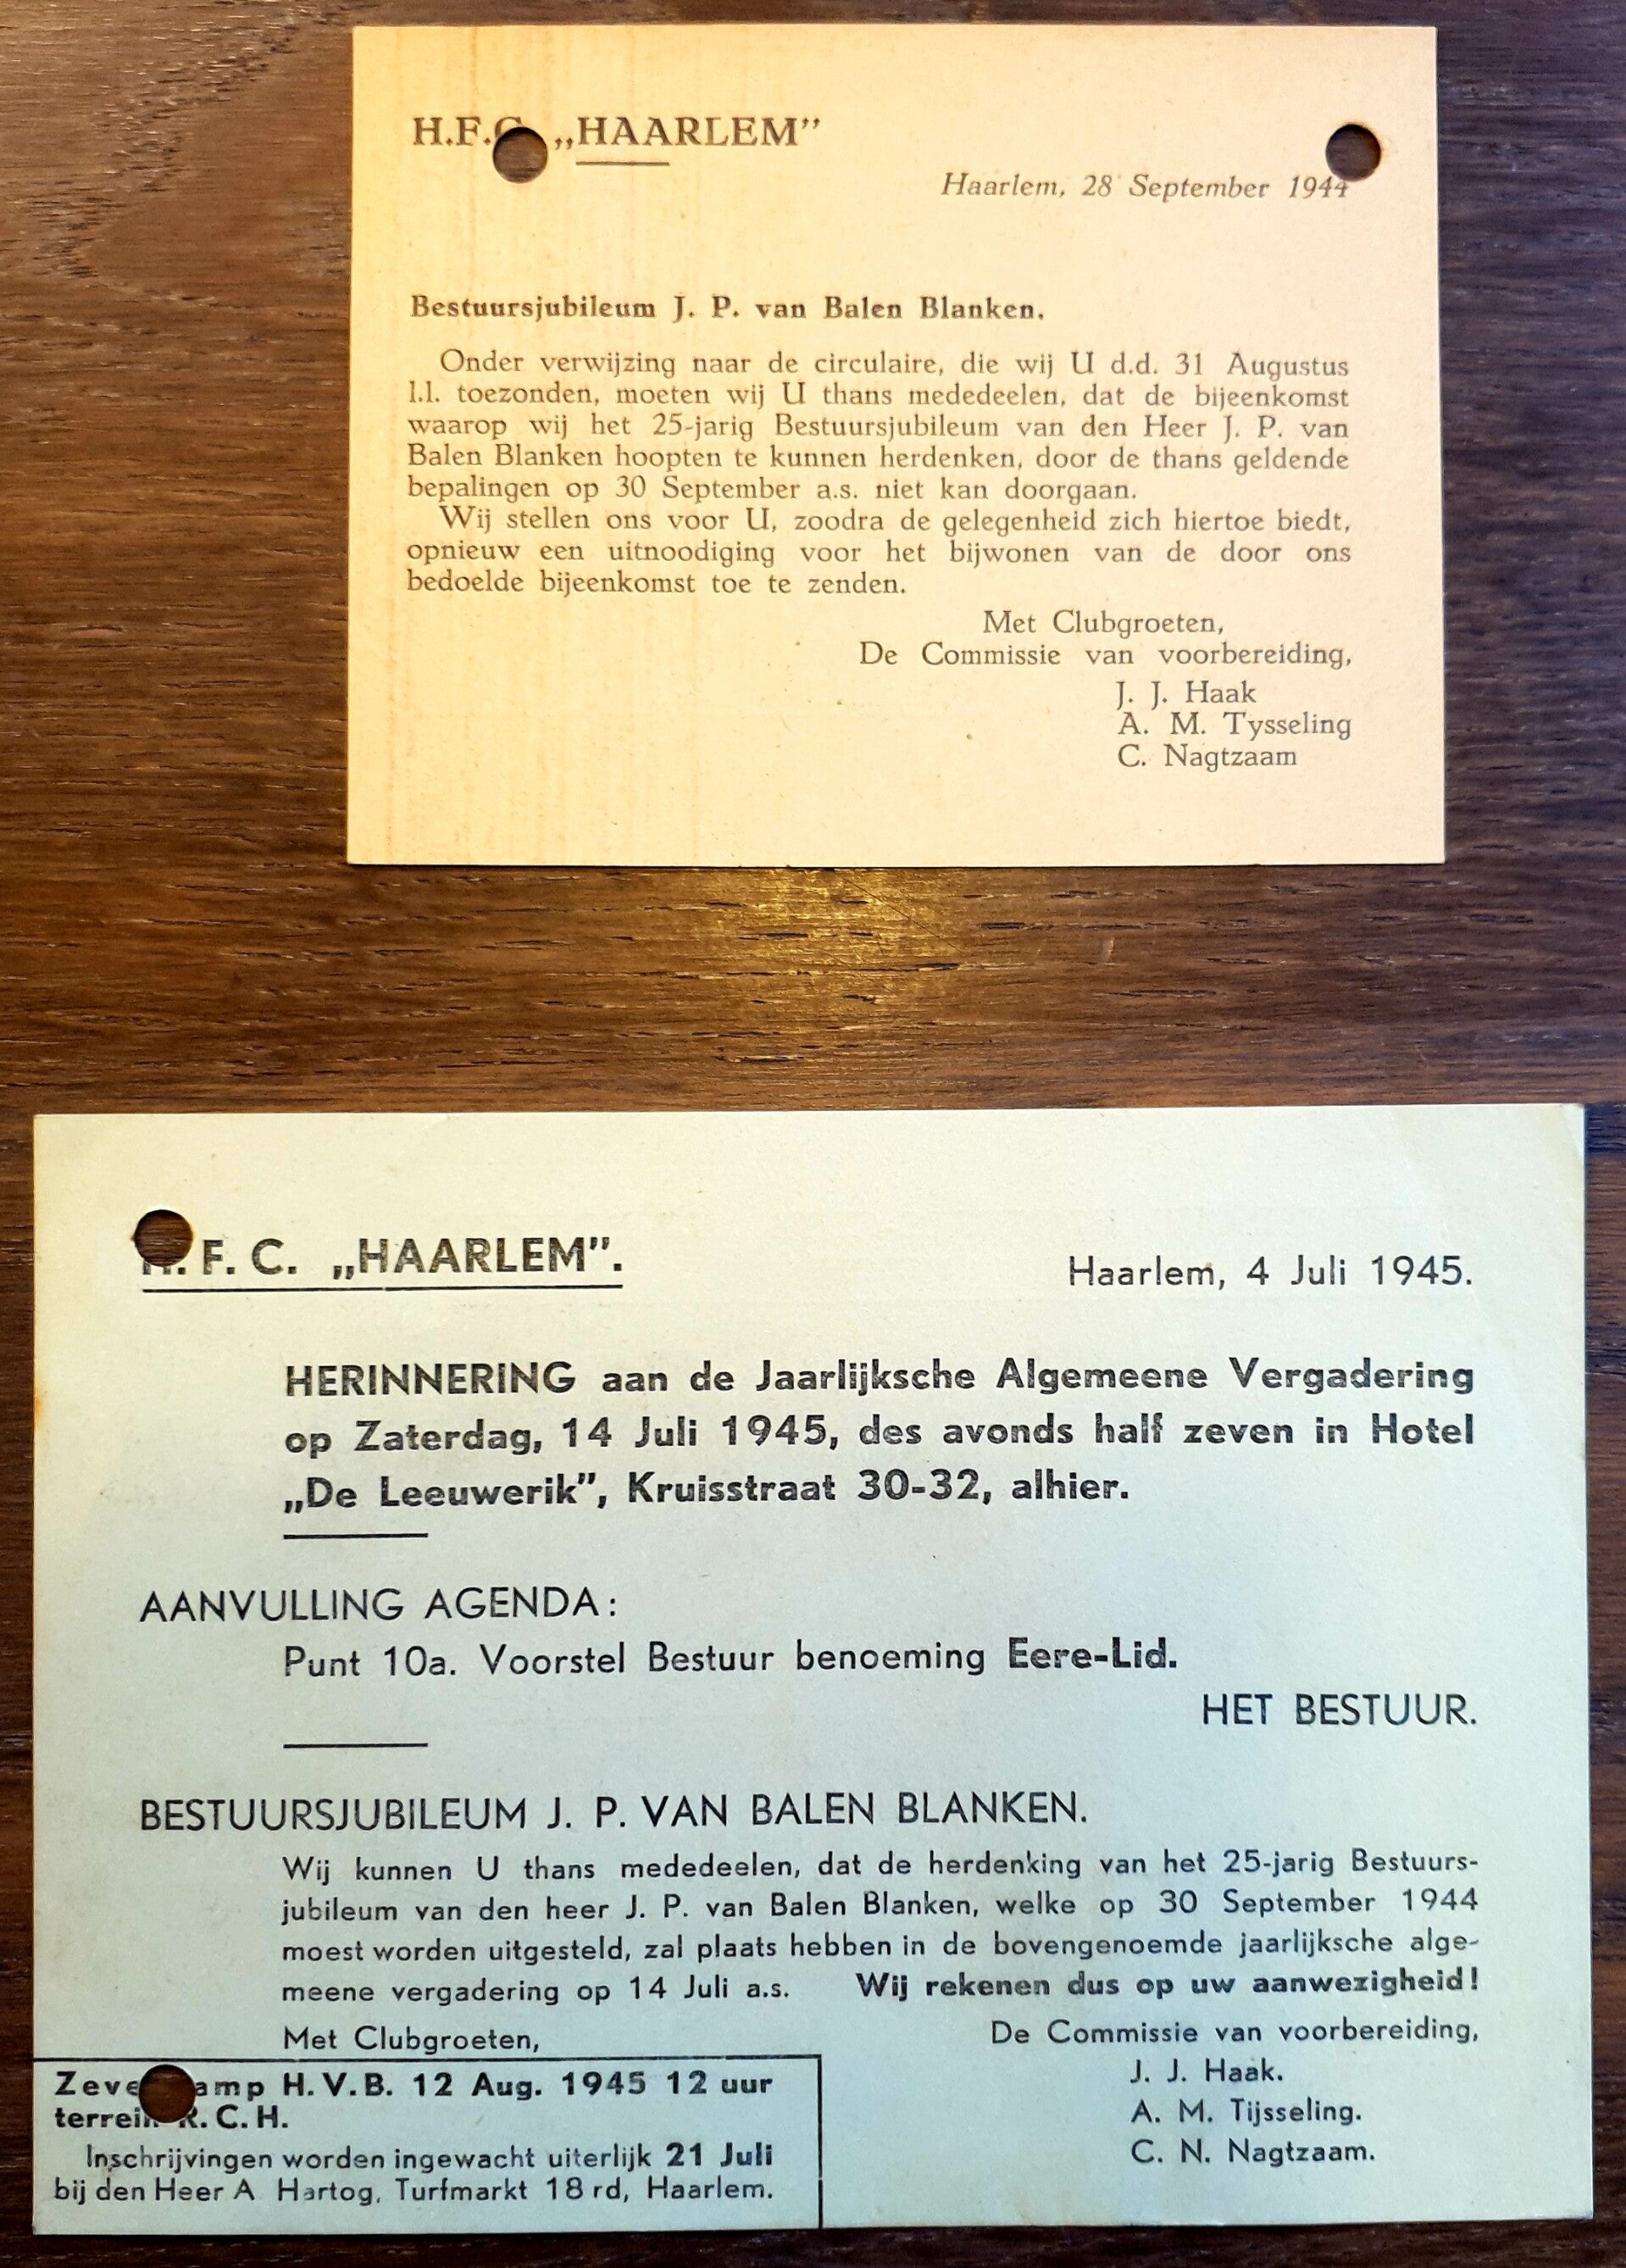 H.F.C. „HAARLEM”
Haarlem, 28 September 1944
Bestuursjubileum J. P. van Balen Blanken.
Onder verwijzing naar de circulaire, die wij U d.d. 31 Augustus
l.l. toezonden, moeten wij U thans mededeelen, dat de bijeenkomst
waarop wij het 25-jarig Bestuursjubileum van den Heer J. P. van
Balen Blanken hoopten te kunnen herdenken, door de thans geldende
bepalingen op 30 September a.s. niet kan doorgaan.
Wij stellen ons voor U, zoodra de gelegenheid zich hiertoe biedt,
opnieuw een uitnoodiging voor het bijwonen van de door ons
bedoelde bijeenkomst toe te zenden.
Met Clubgroeten,
De Commissie van voorbereiding,
J. J. Haak
A. M. Tysseling
C. Nagtzaam
H. F. C. „HAARLEM”.
Haarlem, 4 Juli 1945.
HERINNERING aan de Jaarlijksche Algemeene Vergadering
op Zaterdag, 14 Juli 1945, des avonds half zeven in Hotel
„De Leeuwerik”, Kruisstraat 30-32, alhier.
AANVULLING AGENDA:
Punt 10a. Voorstel Bestuur benoeming Eere-Lid.
HET BESTUUR.
BESTUURSJUBILEUM J. P. VAN BALEN BLANKEN.
Wij kunnen U thans mededeelen, dat de herdenking van het 25-jarig Bestuurs-
jubileum van den heer J. P. van Balen Blanken, welke op 30 September 1944
moest worden uitgesteld, zal plaats hebben in de bovengenoemde jaarlijksche alge-
meene vergadering op 14 Juli a.s. Wij rekenen dus op uw aanwezigheid!
Met Clubgroeten,
De Commissie van voorbereiding,
J. J. Haak.
A. M. Tijsseling.
C. N. Nagtzaam.
H. V. B. 12 Aug. 1945 12 uur
terrein R. C. H.
Inschrijvingen worden ingewacht uiterlijk 21 Juli
bij den Heer A Hartog, Turfmarkt 18 rd, Haarlem.